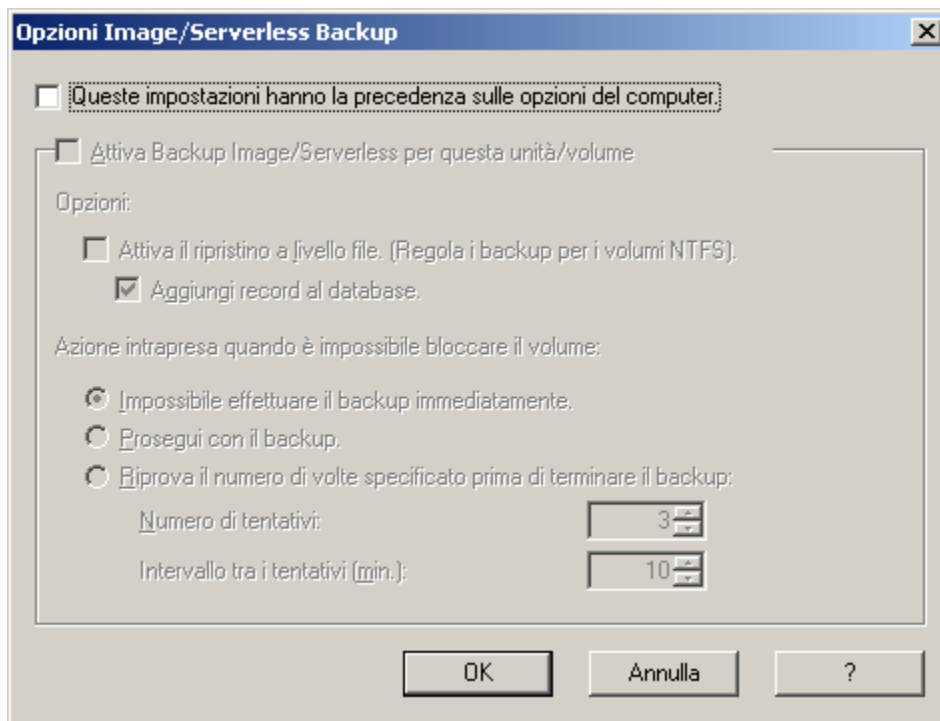 Opzioni Image/Serverless Backup
Queste impostazioni hanno la precedenza sulle opzioni del computer.
Attiva Backup Image/Serverless per questa unità/volume
Opzioni:
Attiva il ripristino a livello file. (Regola i backup per i volumi NTFS).
Aggiungi record al database.
Azione intrapresa quando è impossibile bloccare il volume:
Impossibile effettuare il backup immediatamente.
Prosegui con il backup.
Riprova il numero di volte specificato prima di terminare il backup:
Numero di tentativi: 3
Intervallo tra i tentativi (min.): 10
OK Annulla ?